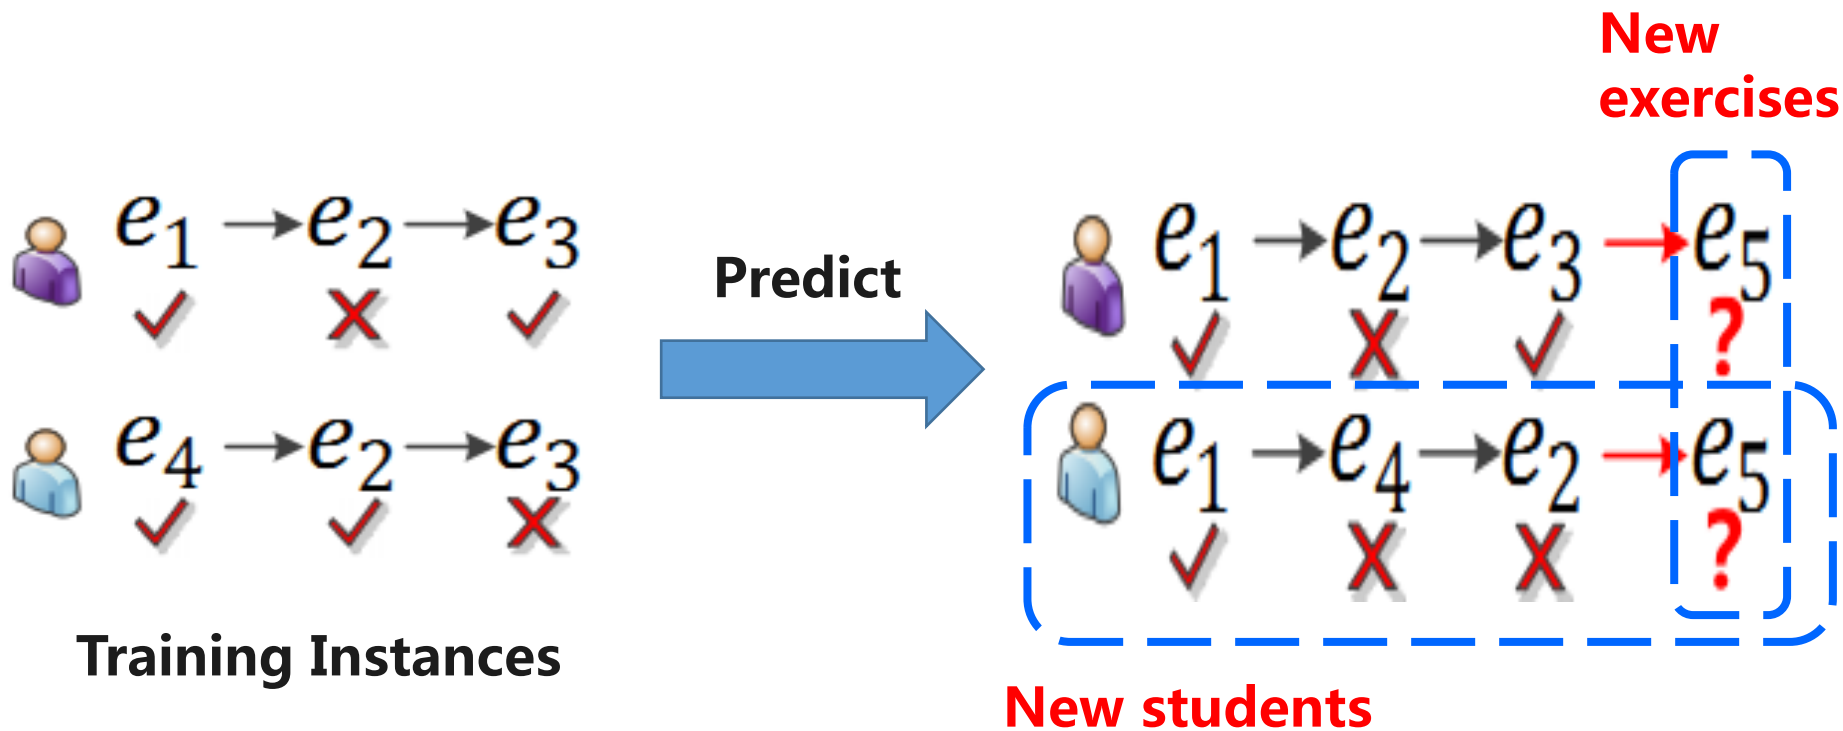 New
exercises
e1 → e2 → e3
✓ ✗ ✓
e4 → e2 → e3
✓ ✓ ✗
Training Instances
Predict
e1 → e2 → e3 → e5
✓ ✗ ✓ ?
e1 → e4 → e2 → e5
✓ ✗ ✗ ?
New students